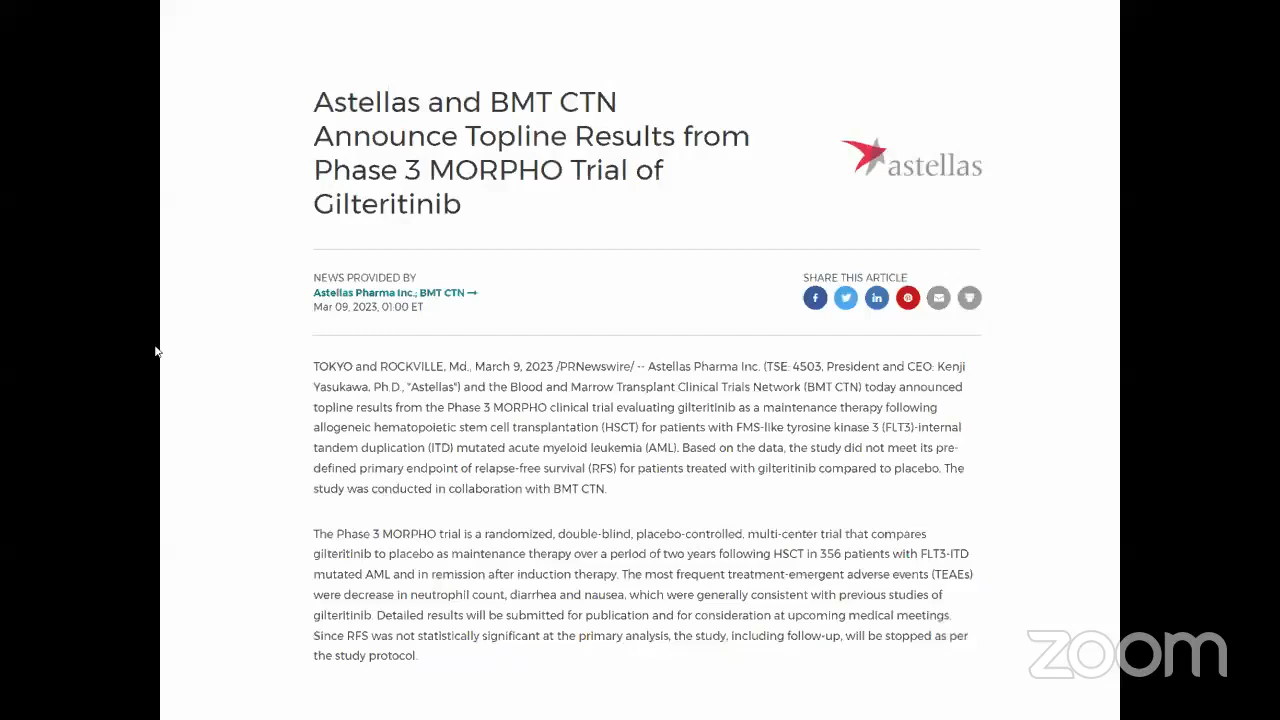 Astellas and BMT CTN
Announce Topline Results from
Phase 3 MORPHO Trial of
Gilteritinib
astellas
NEWS PROVIDED BY
Astellas Pharma Inc.; BMT CTN →
Mar 09, 2023, 01:00 ET
SHARE THIS ARTICLE
TOKYO and ROCKVILLE, Md., March 9, 2023 /PRNewswire/ -- Astellas Pharma Inc. (TSE: 4503, President and CEO: Kenji
Yasukawa, Ph.D., "Astellas") and the Blood and Marrow Transplant Clinical Trials Network (BMT CTN) today announced
topline results from the Phase 3 MORPHO clinical trial evaluating gilteritinib as a maintenance therapy following
allogeneic hematopoietic stem cell transplantation (HSCT) for patients with FMS-like tyrosine kinase 3 (FLT3)-internal
tandem duplication (ITD) mutated acute myeloid leukemia (AML). Based on the data, the study did not meet its pre-
defined primary endpoint of relapse-free survival (RFS) for patients treated with gilteritinib compared to placebo. The
study was conducted in collaboration with BMT CTN.
The Phase 3 MORPHO trial is a randomized, double-blind, placebo-controlled, multi-center trial that compares
gilteritinib to placebo as maintenance therapy over a period of two years following HSCT in 356 patients with FLT3-ITD
mutated AML and in remission after induction therapy. The most frequent treatment-emergent adverse events (TEAEs)
were decrease in neutrophil count, diarrhea and nausea, which were generally consistent with previous studies of
gilteritinib. Detailed results will be submitted for publication and for consideration at upcoming medical meetings.
Since RFS was not statistically significant at the primary analysis, the study, including follow-up, will be stopped as per
the study protocol.
zoom